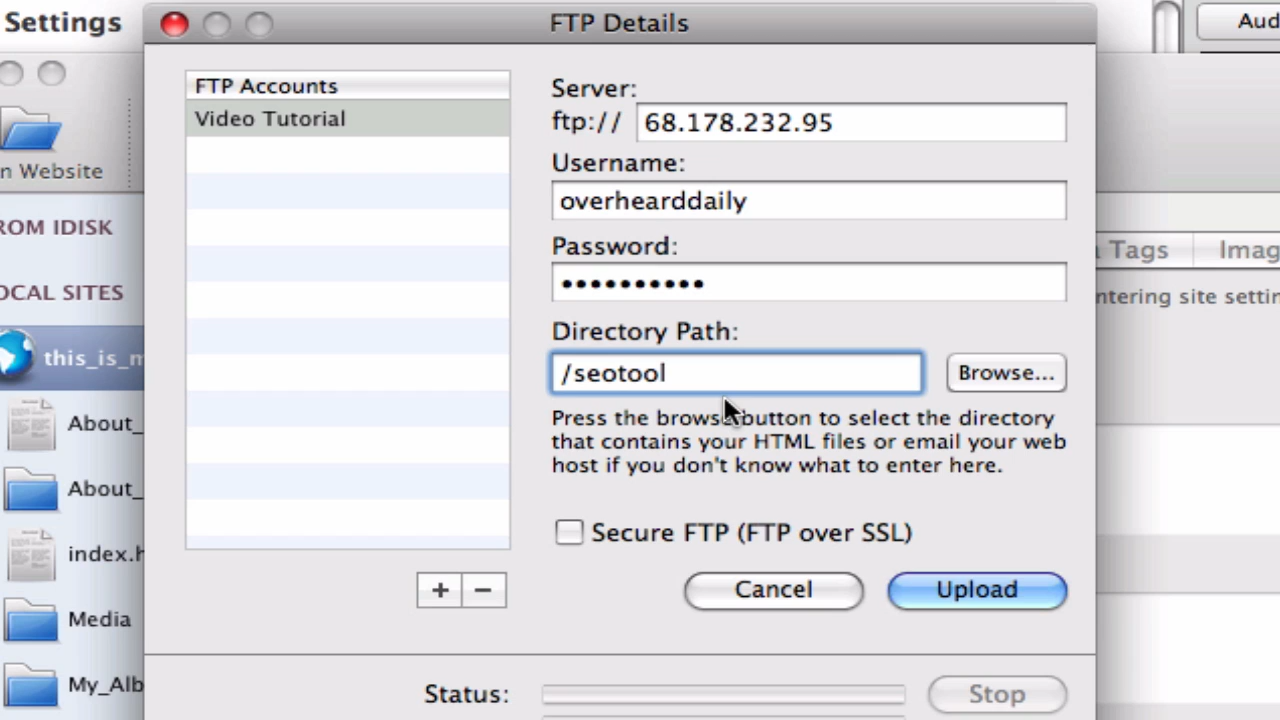 Settings
FTP Details
Aud
FTP Accounts
Video Tutorial
Server:
ftp://
68.178.232.95
Username:
overhearddaily
Password:
••••••••••
Directory Path:
/seotool
Browse...
Press the browse button to select the directory
that contains your HTML files or email your web
host if you don't know what to enter here.
Secure FTP (FTP over SSL)
+
−
Cancel
Upload
Status:
Stop
n Website
ROM IDISK
OCAL SITES
this_is_m
About_
About_
index.h
Media
My_Alb
Tags
Imag
ntering site settin